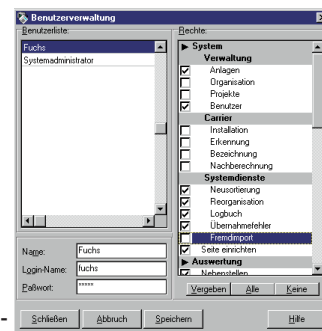 Benutzerverwaltung
Benutzerliste:
Fuchs
Systemadministrator
Name: Fuchs
Login-Name: fuchs
Paßwort: *****
Rechte:
System
Verwaltung
Anlagen
Organisation
Projekte
Benutzer
Carrier
Installation
Erkennung
Bezeichnung
Nachberechnung
Systemdienste
Neusortierung
Reorganisation
Logbuch
Übernahmefehler
Fremdimport
Seite einrichten
Auswertung
Nebenstellen
Vergeben Alle Keine
Schließen Abbruch Speichern Hilfe